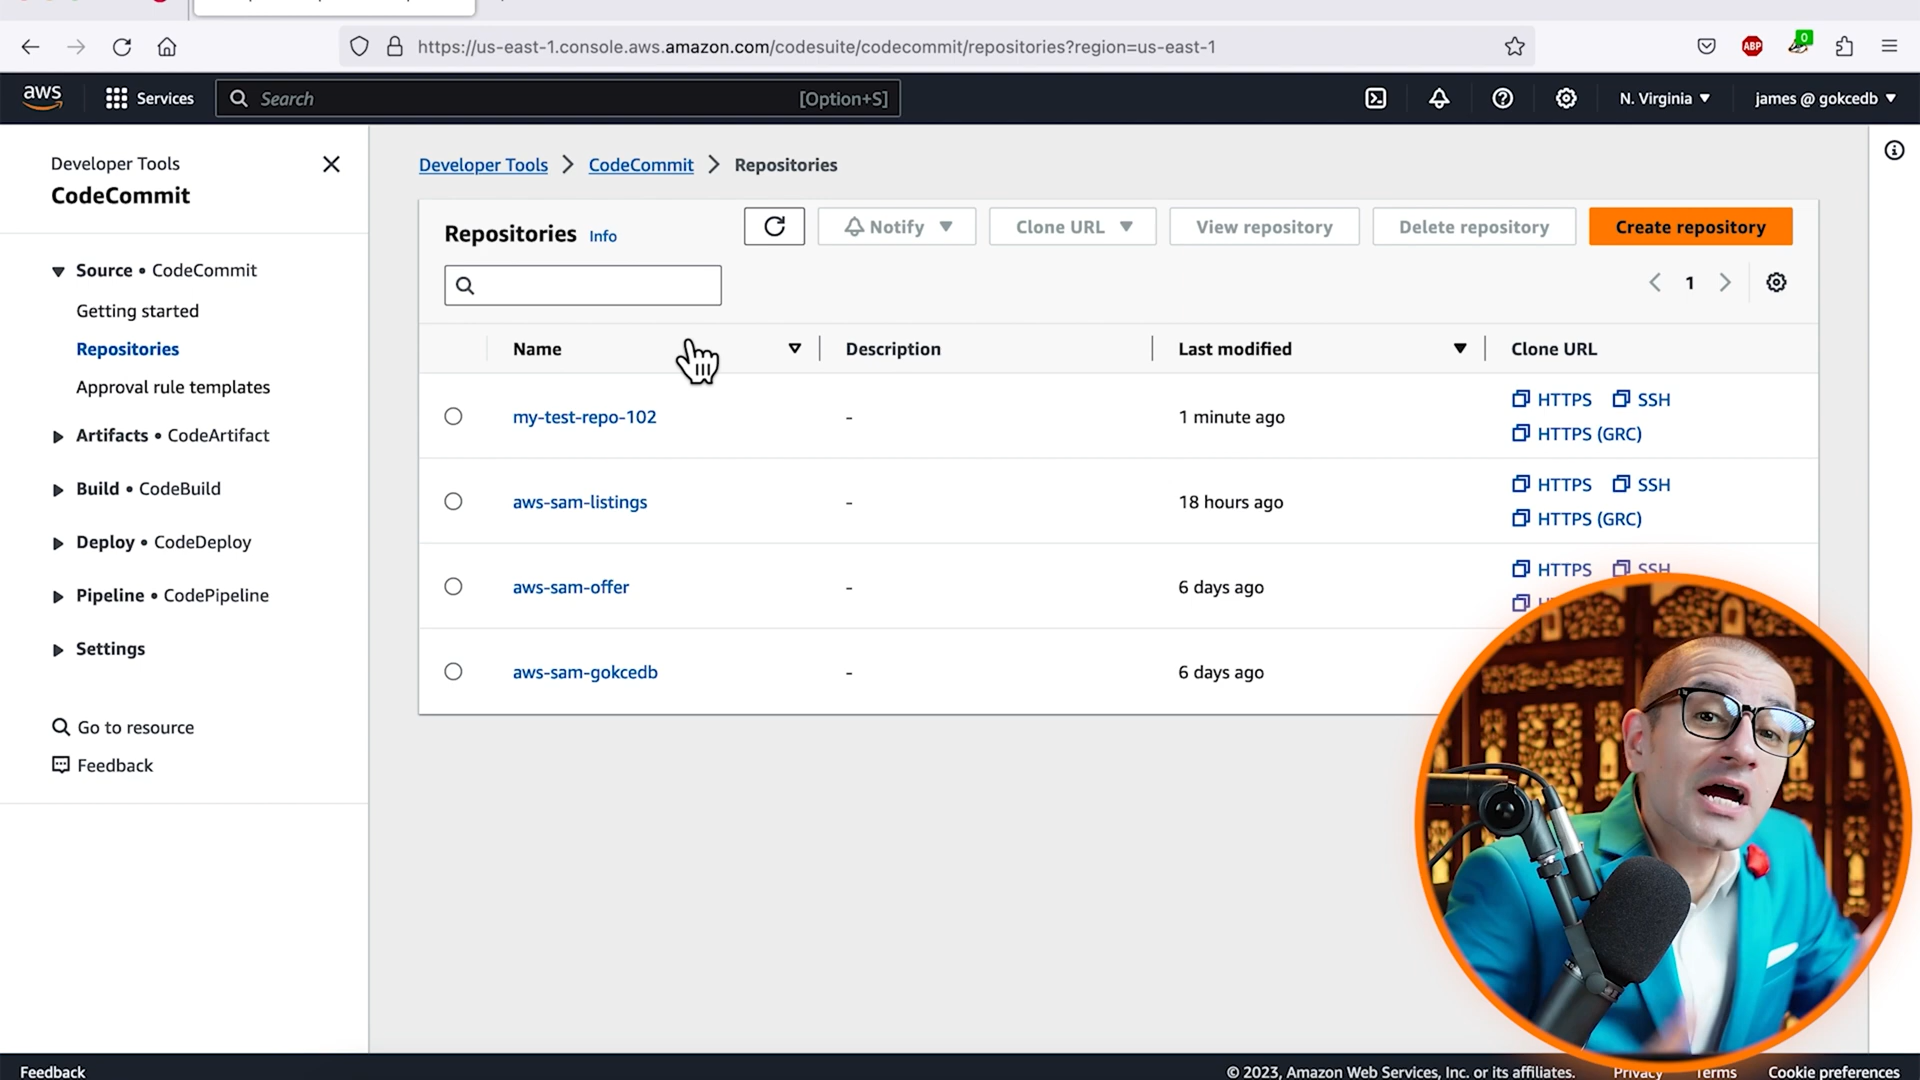 https://us-east-1.console.aws.amazon.com/codesuite/codecommit/repositories?region=us-east-1
ABP
0
aws
Services
Search
[Option+S]
N. Virginia
james @ gokcedb
Developer Tools
CodeCommit
Source • CodeCommit
Getting started
Repositories
Approval rule templates
Artifacts • CodeArtifact
Build • CodeBuild
Deploy • CodeDeploy
Pipeline • CodePipeline
Settings
Go to resource
Feedback
Developer Tools > CodeCommit > Repositories
Repositories Info
Notify
Clone URL
View repository
Delete repository
Create repository
1
Name
Description
Last modified
Clone URL
my-test-repo-102
-
1 minute ago
HTTPS SSH
HTTPS (GRC)
aws-sam-listings
-
18 hours ago
HTTPS SSH
HTTPS (GRC)
aws-sam-offer
-
6 days ago
HTTPS SSH
aws-sam-gokcedb
-
6 days ago
Feedback
© 2023, Amazon Web Services, Inc. or its affiliates.
Privacy
Terms
Cookie preferences